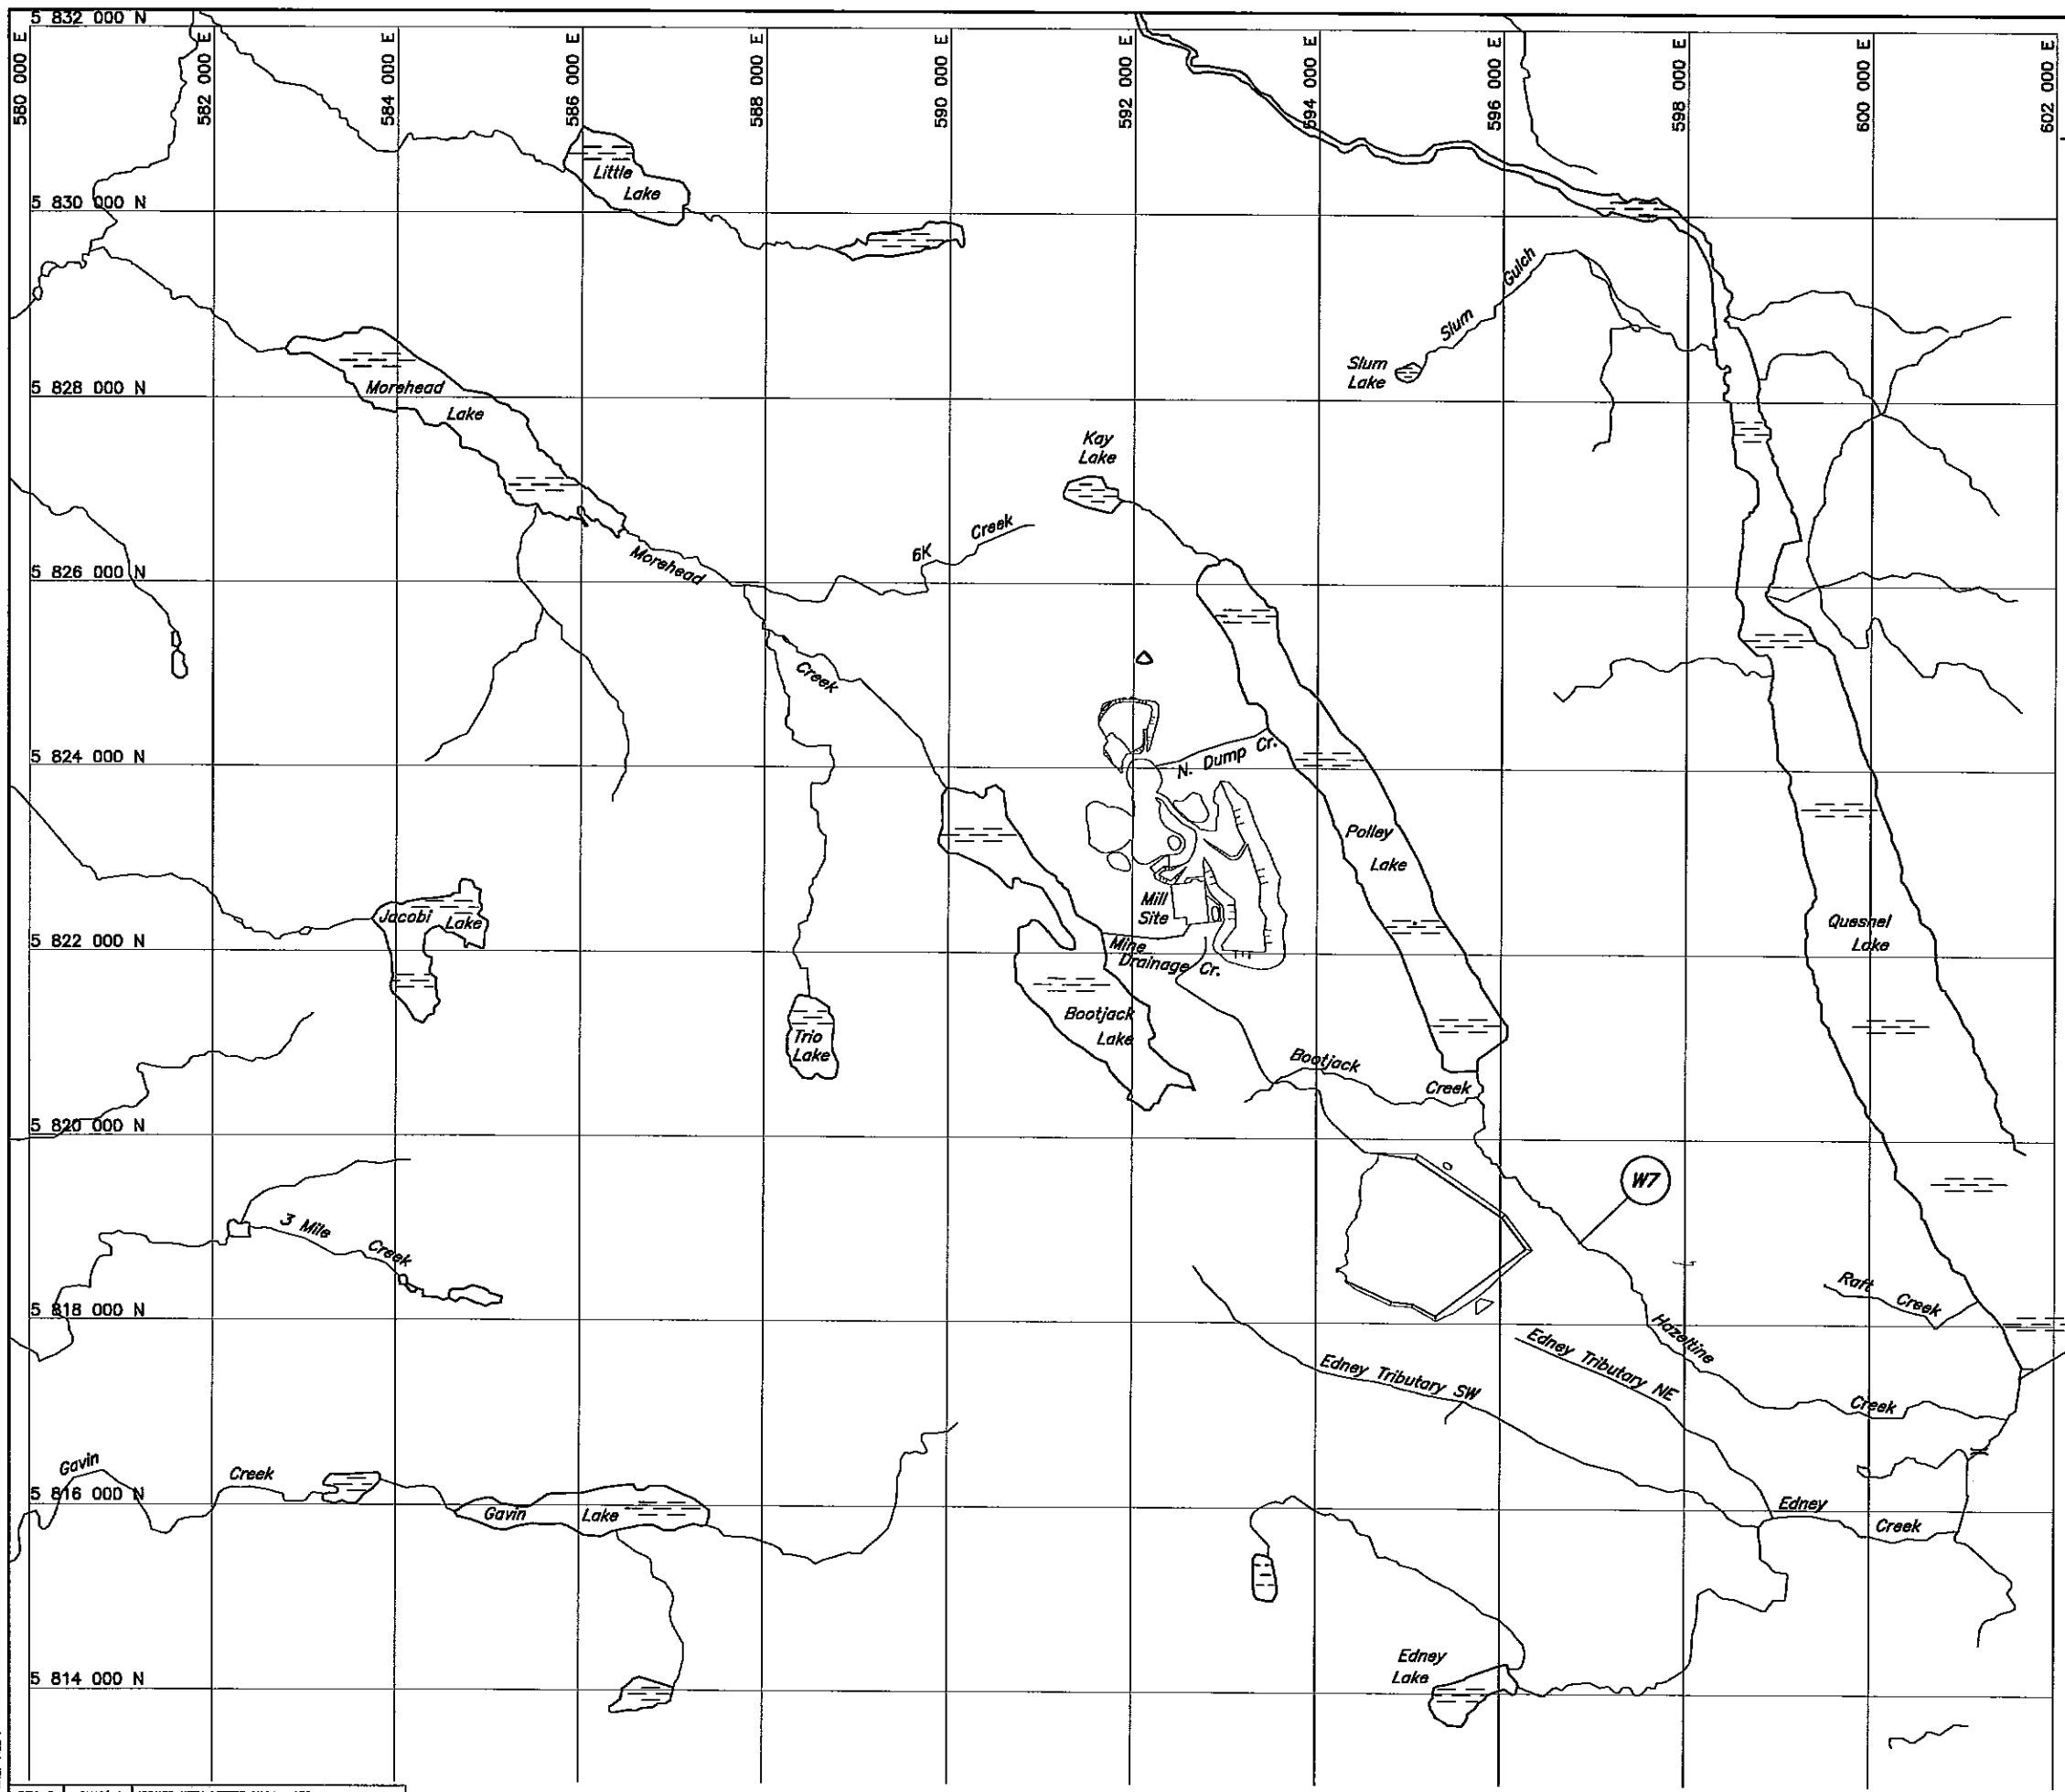 5 832 000 N
580 000 E
582 000 E
584 000 E
586 000 E
588 000 E
590 000 E
592 000 E
594 000 E
596 000 E
598 000 E
600 000 E
602 000 E
Little
Lake
5 830 000 N
Slum Gulch
Slum
Lake
5 828 000 N
Morehead
Lake
Kay
Lake
6K Creek
Morehead
5 826 000 N
Creek
N. Dump Cr.
5 824 000 N
Polley
Lake
Mill
Site
Jacobi
Lake
Quesnel
Lake
5 822 000 N
Mine
Drainage Cr.
Bootjack
Lake
Trio
Lake
Bootjack
Creek
5 820 000 N
W7
3 Mile
Creek
5 818 000 N
Raft
Creek
Hazeltine
Creek
Edney Tributary NE
Edney Tributary SW
Gavin
Creek
5 816 000 N
Gavin
Lake
Edney
Creek
Edney
Lake
5 814 000 N